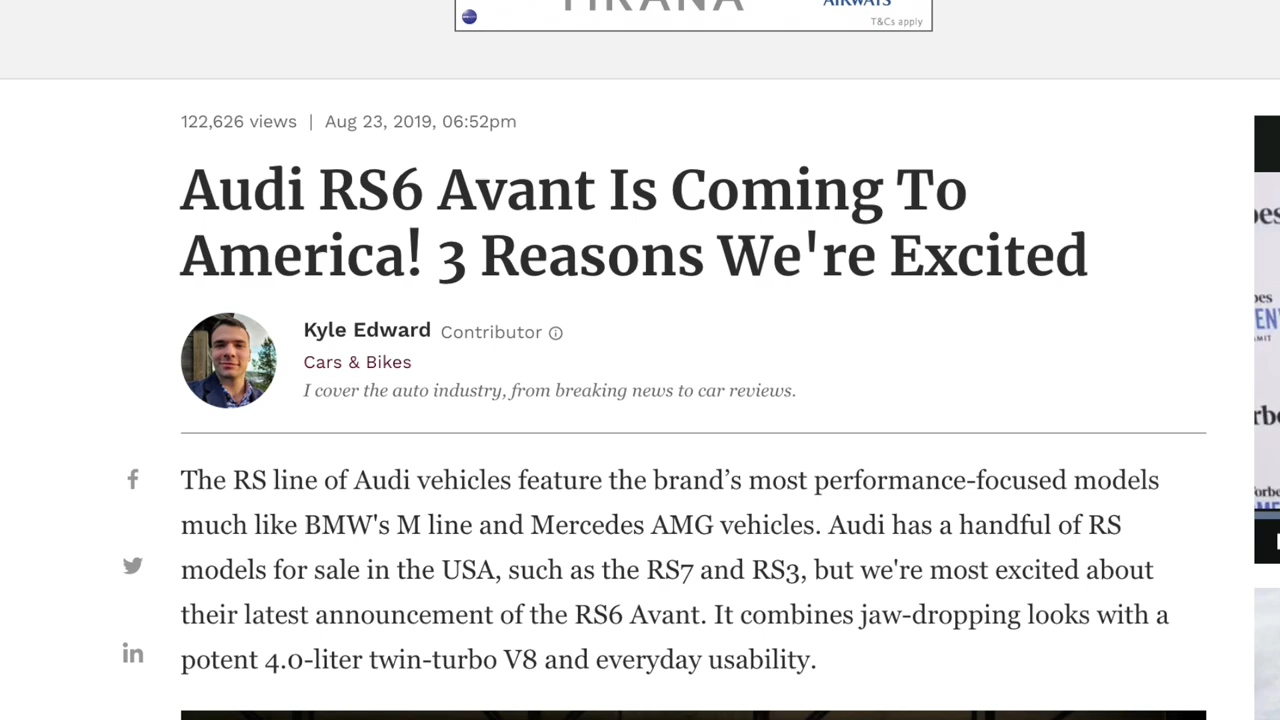 TIRANA
AIRWAYS
T&Cs apply
122,626 views | Aug 23, 2019, 06:52pm
Audi RS6 Avant Is Coming To
America! 3 Reasons We're Excited
Kyle Edward Contributor
Cars & Bikes
I cover the auto industry, from breaking news to car reviews.
The RS line of Audi vehicles feature the brand’s most performance-focused models
much like BMW's M line and Mercedes AMG vehicles. Audi has a handful of RS
models for sale in the USA, such as the RS7 and RS3, but we're most excited about
their latest announcement of the RS6 Avant. It combines jaw-dropping looks with a
potent 4.0-liter twin-turbo V8 and everyday usability.